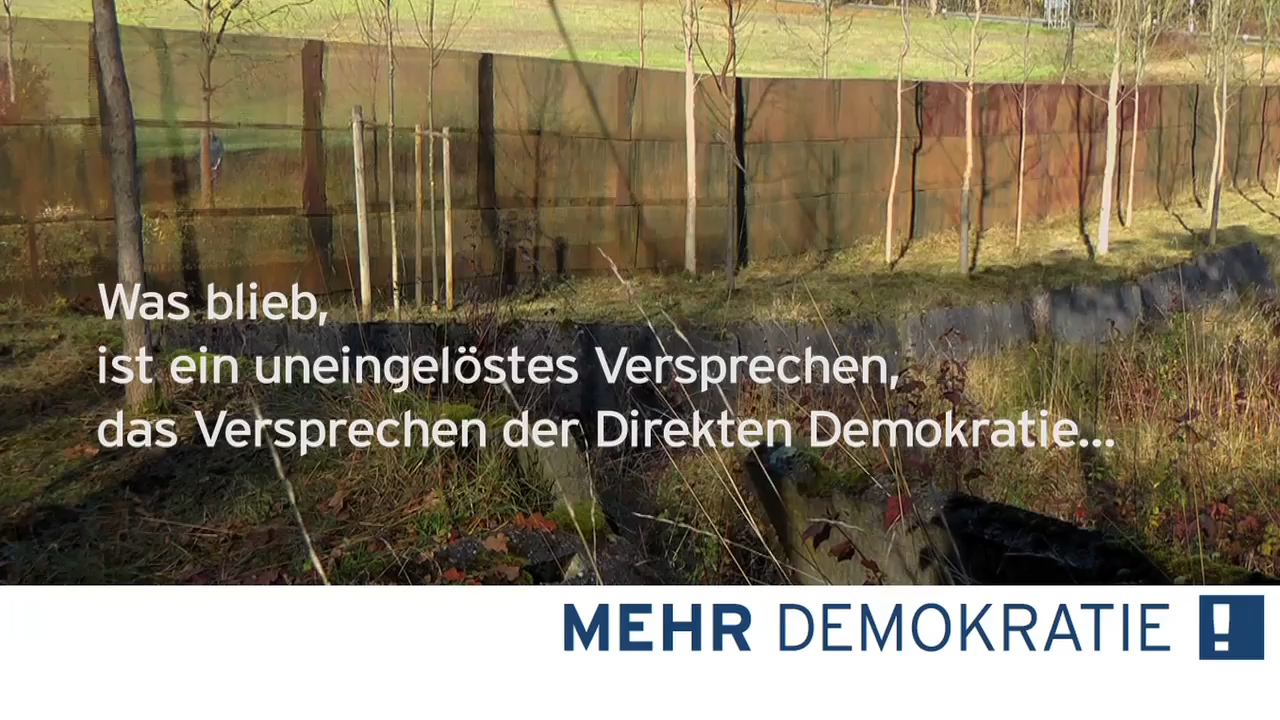 Was blieb,
ist ein uneingelöstes Versprechen,
das Versprechen der Direkten Demokratie...
MEHR DEMOKRATIE !